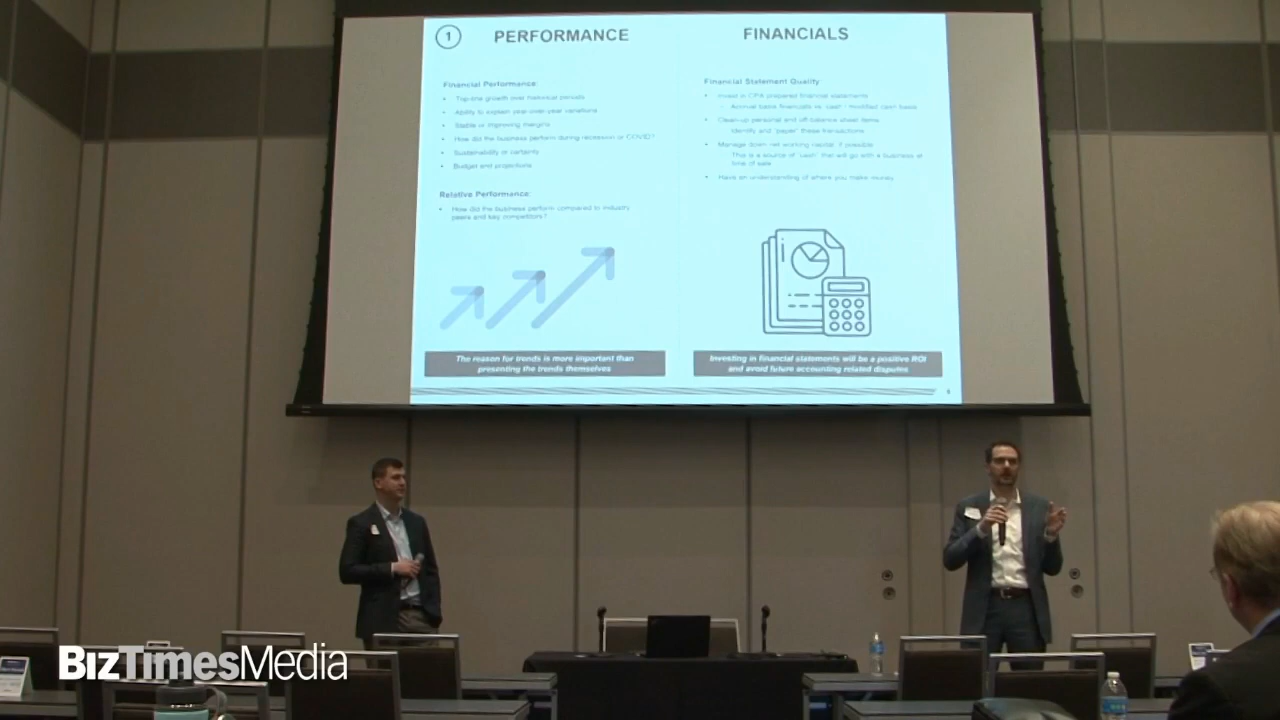 1
PERFORMANCE
Financial Performance:
• Top-line growth over historical periods
• Ability to explain year-over-year variations
• Stable or improving margins
• How did the business perform during recession or COVID?
• Sustainability or certainty
• Budget and projections
Relative Performance:
• How did the business perform compared to industry
peers and key competitors?
The reason for trends is more important than
presenting the trends themselves
FINANCIALS
Financial Statement Quality:
• Invest in CPA prepared financial statements
- Accrual basis financials vs. cash / modified cash basis
• Clean-up personal and off-balance sheet items
Identify and "paper" these transactions
• Manage down net working capital, if possible
This is a source of "cash" that will go with a business at
time of sale
• Have an understanding of where you make money
Investing in financial statements will be a positive ROI
and avoid future accounting related disputes
BizTimesMedia